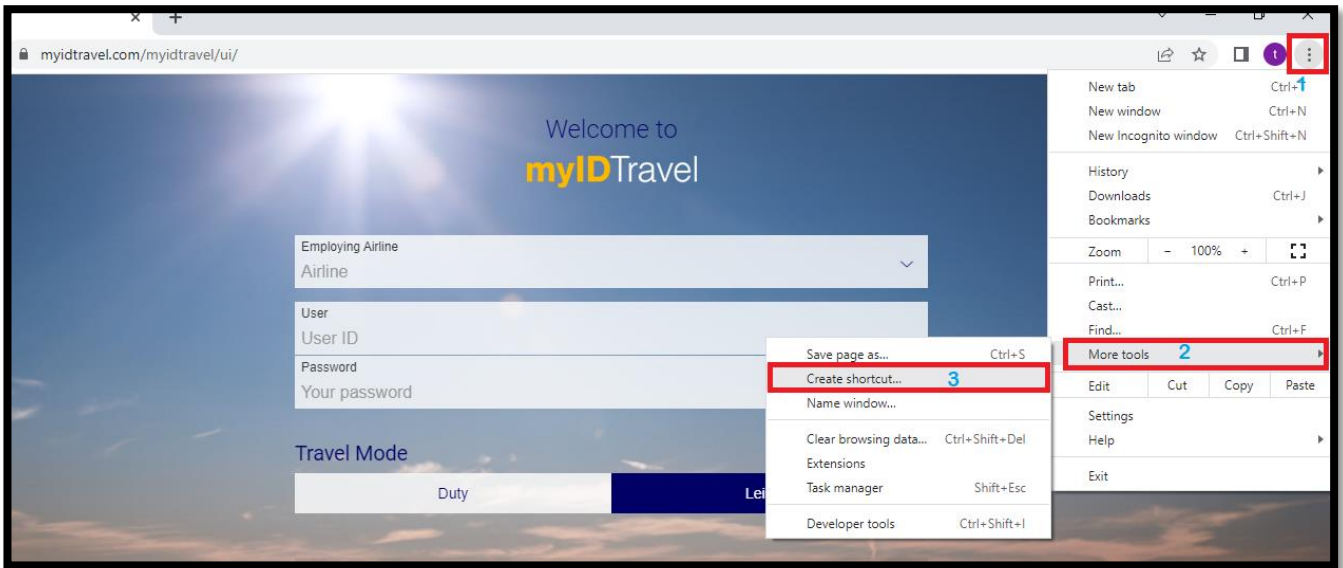 myidtravel.com/myidtravel/ui/
t
1
New tab Ctrl+T
New window Ctrl+N
New Incognito window Ctrl+Shift+N
History
Downloads Ctrl+J
Bookmarks
Zoom - 100% +
Print... Ctrl+P
Cast...
Find... Ctrl+F
More tools 2
Edit Cut Copy Paste
Settings
Help
Exit
Save page as... Ctrl+S
Create shortcut... 3
Name window...
Clear browsing data... Ctrl+Shift+Del
Extensions
Task manager Shift+Esc
Developer tools Ctrl+Shift+I
Welcome to
myIDTravel
Employing Airline
Airline
User
User ID
Password
Your password
Travel Mode
Duty Lei